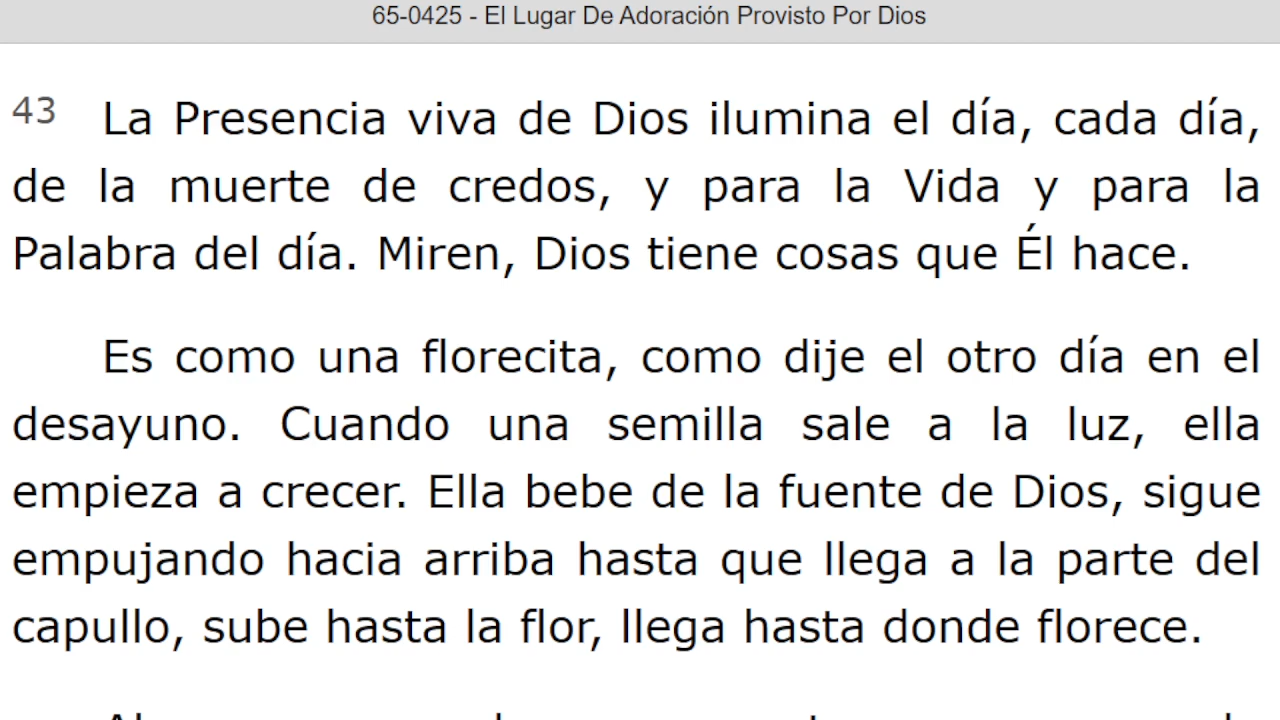 65-0425 - El Lugar De Adoración Provisto Por Dios
43 La Presencia viva de Dios ilumina el día, cada día,
de la muerte de credos, y para la Vida y para la
Palabra del día. Miren, Dios tiene cosas que Él hace.
Es como una florecita, como dije el otro día en el
desayuno. Cuando una semilla sale a la luz, ella
empieza a crecer. Ella bebe de la fuente de Dios, sigue
empujando hacia arriba hasta que llega a la parte del
capullo, sube hasta la flor, llega hasta donde florece.